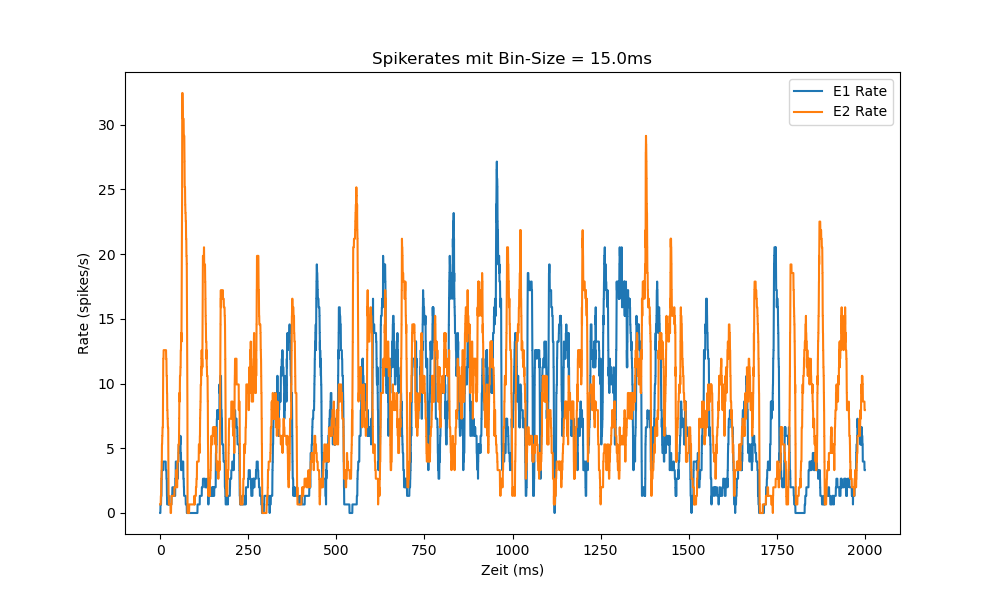 Spikerates mit Bin-Size = 15.0ms
E1 Rate
E2 Rate
Rate (spikes/s)
30
25
20
15
10
5
0
0 250 500 750 1000 1250 1500 1750 2000
Zeit (ms)